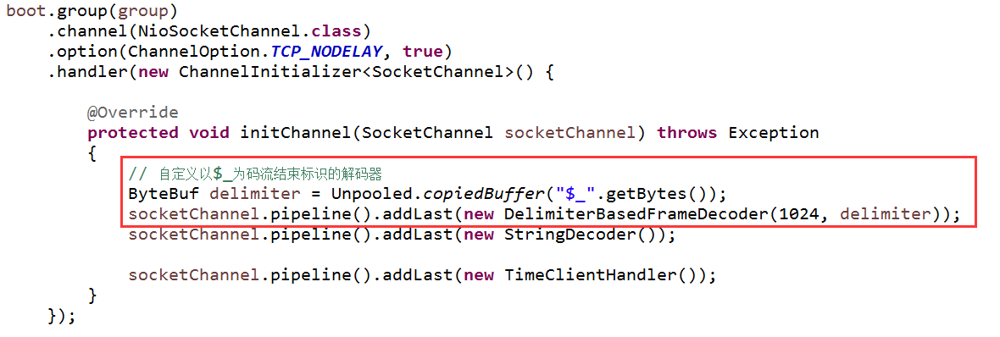 boot.group(group)
    .channel(NioSocketChannel.class)
    .option(ChannelOption.TCP_NODELAY, true)
    .handler(new ChannelInitializer<SocketChannel>() {
        @Override
        protected void initChannel(SocketChannel socketChannel) throws Exception
        {
            // 自定义以$_为码流结束标识的解码器
            ByteBuf delimiter = Unpooled.copiedBuffer("$_".getBytes());
            socketChannel.pipeline().addLast(new DelimiterBasedFrameDecoder(1024, delimiter));
            socketChannel.pipeline().addLast(new StringDecoder());
            socketChannel.pipeline().addLast(new TimeClientHandler());
        }
    });